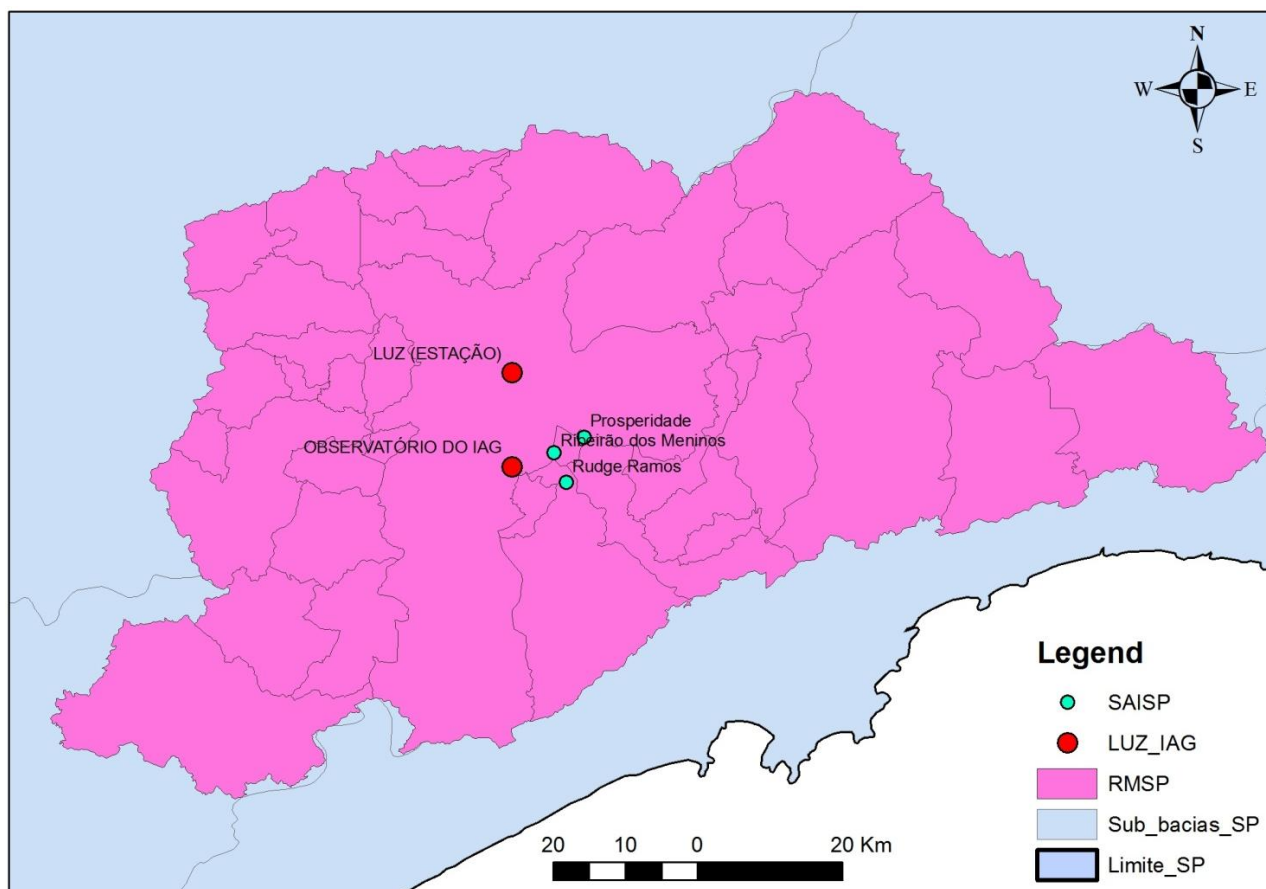 N
W E
S
LUZ (ESTAÇÃO)
Prosperidade
Ribeirão dos Meninos
OBSERVATÓRIO DO IAG
Rudge Ramos
Legend
SAISP
LUZ_IAG
RMSP
Sub_bacias_SP
Limite_SP
20 10 0 20 Km